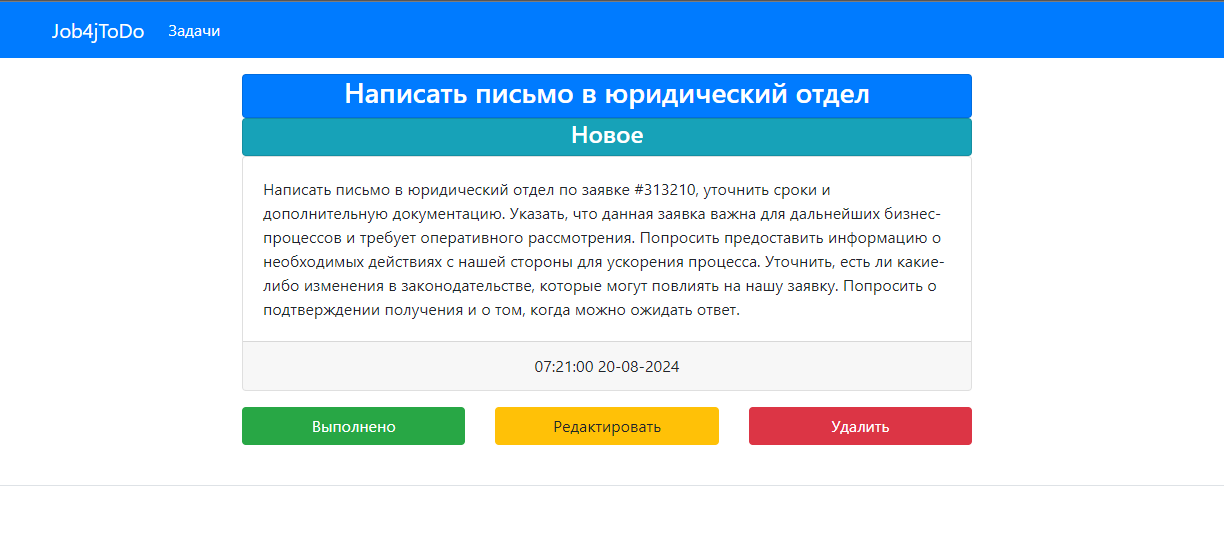 Job4jToDo Задачи
Написать письмо в юридический отдел
Новое
Написать письмо в юридический отдел по заявке #313210, уточнить сроки и
дополнительную документацию. Указать, что данная заявка важна для дальнейших бизнес-
процессов и требует оперативного рассмотрения. Попросить предоставить информацию о
необходимых действиях с нашей стороны для ускорения процесса. Уточнить, есть ли какие-
либо изменения в законодательстве, которые могут повлиять на нашу заявку. Попросить о
подтверждении получения и о том, когда можно ожидать ответ.
07:21:00 20-08-2024
Выполнено Редактировать Удалить